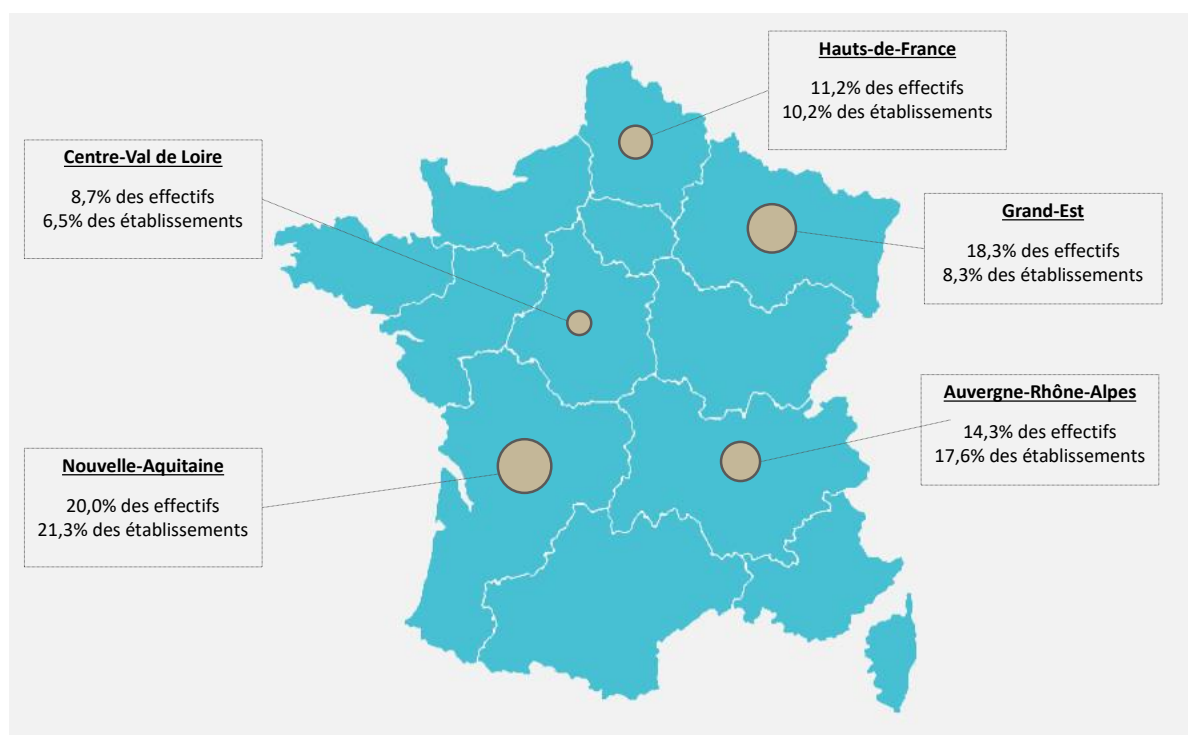 Hauts-de-France
11,2% des effectifs
10,2% des établissements
Centre-Val de Loire
8,7% des effectifs
6,5% des établissements
Grand-Est
18,3% des effectifs
8,3% des établissements
Auvergne-Rhône-Alpes
14,3% des effectifs
17,6% des établissements
Nouvelle-Aquitaine
20,0% des effectifs
21,3% des établissements